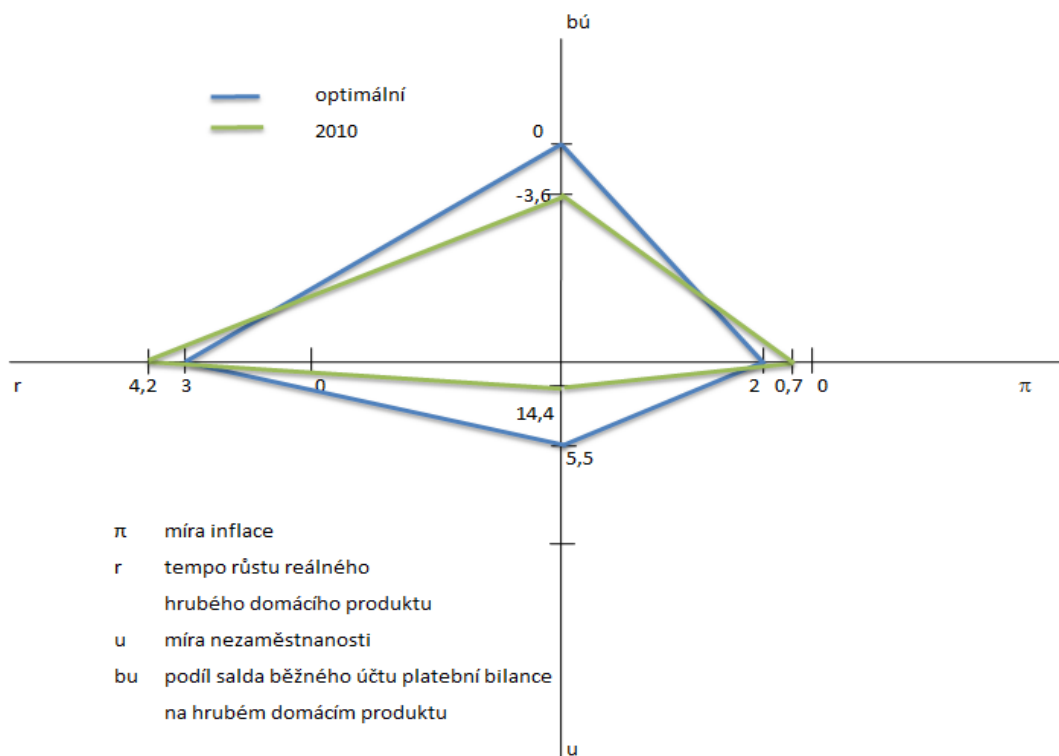 bú
optimální
2010
0
-3,6
r
4,2
3
0
2
0,7
0
π
14,4
5,5
π míra inflace
r tempo růstu reálného
hrubého domácího produktu
u míra nezaměstnanosti
bu podíl salda běžného účtu platební bilance
na hrubém domácím produktu
u